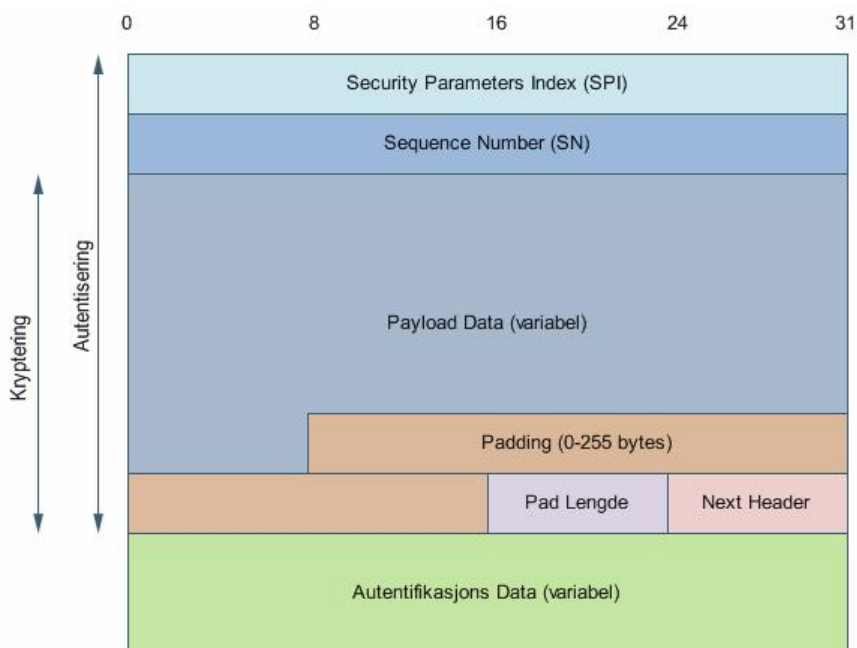 0 8 16 24 31
Security Parameters Index (SPI)
Sequence Number (SN)
Kryptering
Autentisering
Payload Data (variabel)
Padding (0-255 bytes)
Pad Lengde Next Header
Autentifikasjons Data (variabel)